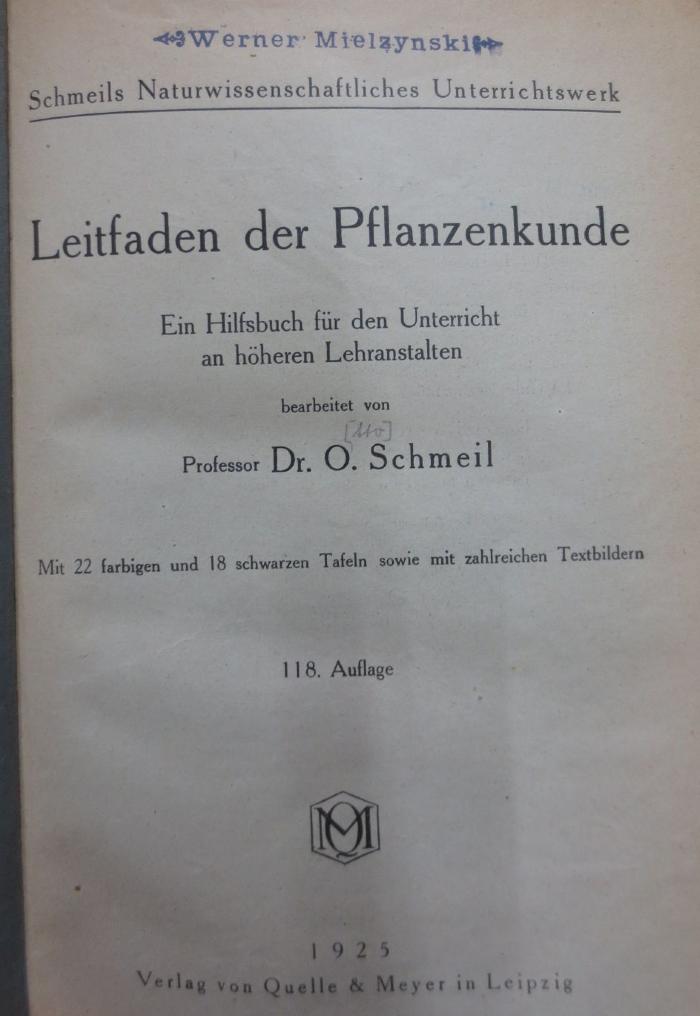 Werner Mielzynski
Schmeils Naturwissenschaftliches Unterrichtswerk
Leitfaden der Pflanzenkunde
Ein Hilfsbuch für den Unterricht
an höheren Lehranstalten
bearbeitet von
[Otto]
Professor Dr. O. Schmeil
Mit 22 farbigen und 18 schwarzen Tafeln sowie mit zahlreichen Textbildern
118. Auflage
QM
1925
Verlag von Quelle & Meyer in Leipzig